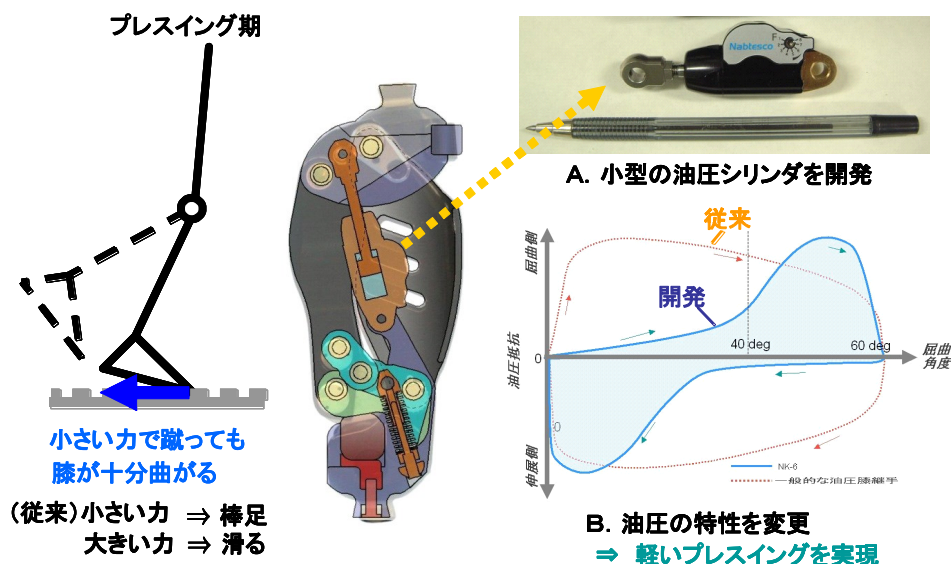 プレスイング期
小さい力で蹴っても
膝が十分曲がる
(従来)小さい力 ⇒ 棒足
大きい力 ⇒ 滑る
Nabtesco
F
A. 小型の油圧シリンダを開発
屈曲側
油圧抵抗
伸展側
従来
開発
0
40 deg
60 deg
屈曲
角度
0
NK-6
一般的な油圧膝継手
B. 油圧の特性を変更
⇒ 軽いプレスイングを実現